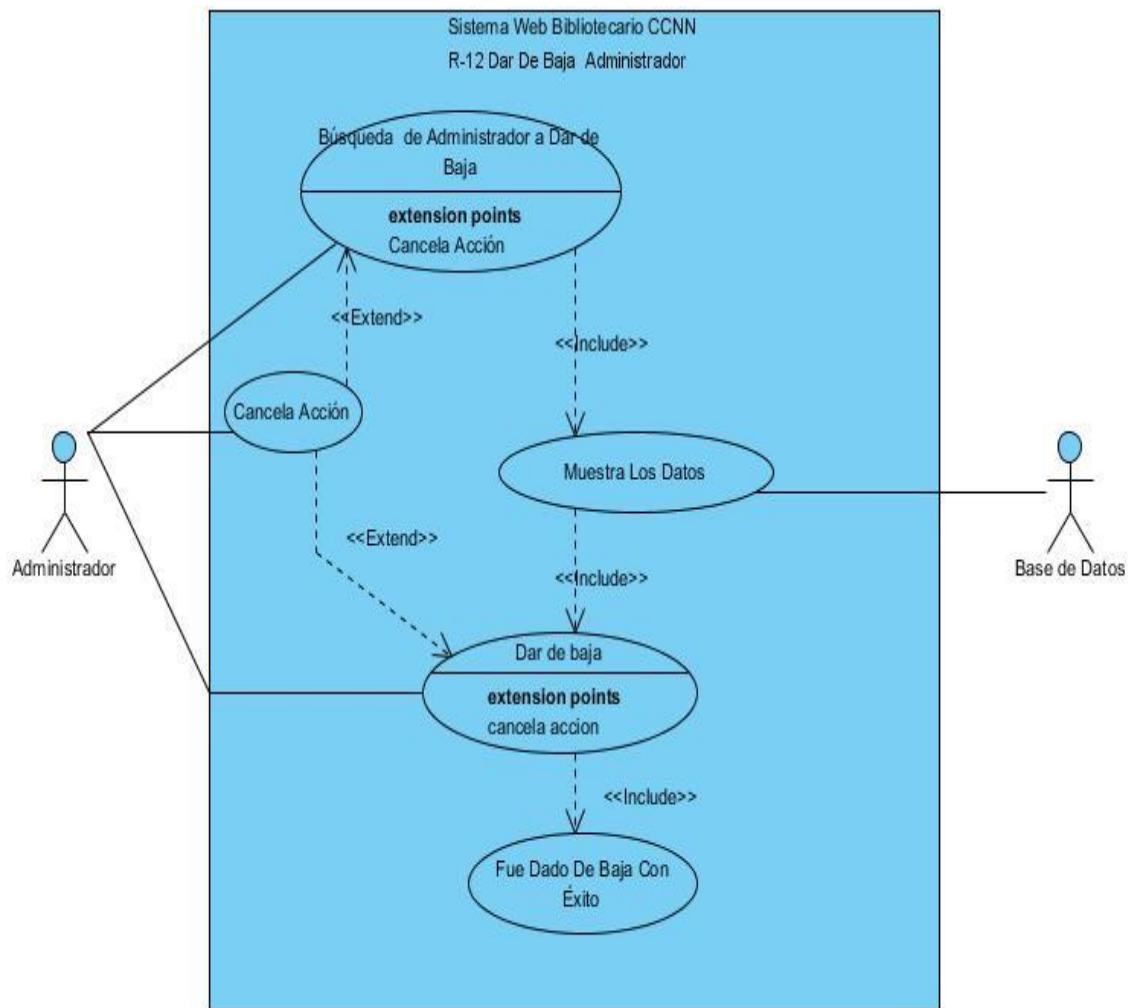 Sistema Web Bibliotecario CCNN
R-12 Dar De Baja Administrador
Búsqueda de Administrador a Dar de
Baja
extension points
Cancela Acción
<<Extend>>
<<Include>>
Cancela Acción
Muestra Los Datos
<<Extend>>
Administrador
Base de Datos
<<Include>>
Dar de baja
extension points
cancela accion
<<Include>>
Fue Dado De Baja Con
Éxito